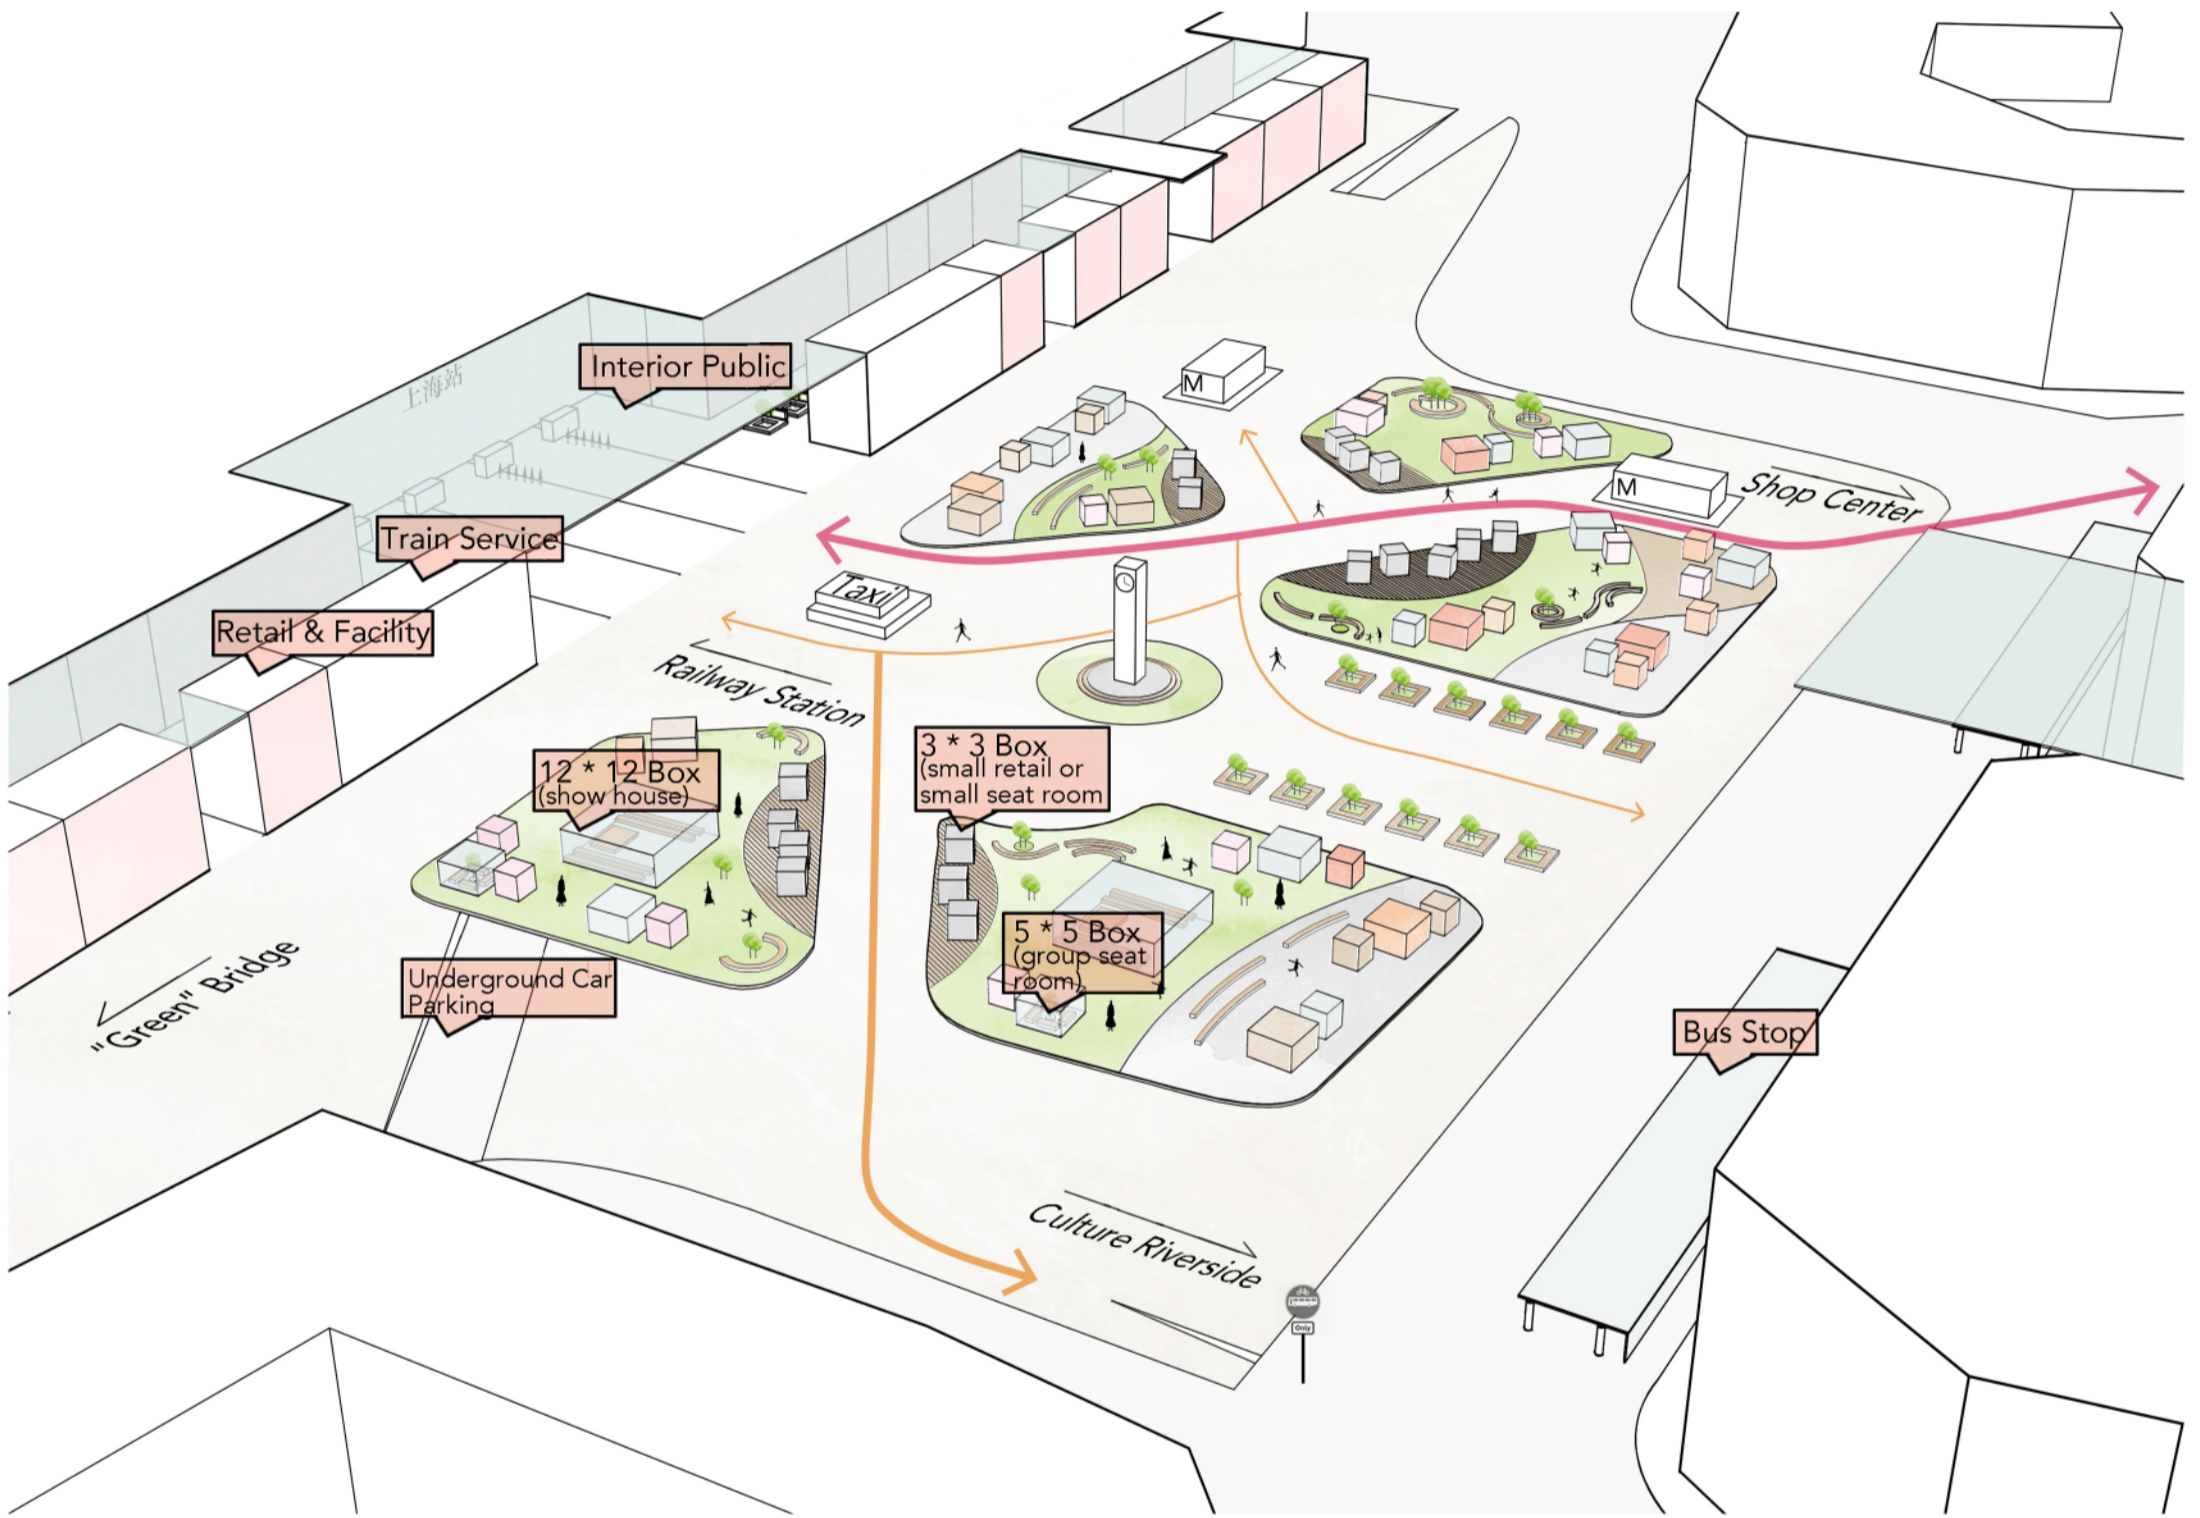 上海站
Interior Public
Train Service
Retail & Facility
M
M
Shop Center
Taxi
Railway Station
12 * 12 Box
(show house)
3 * 3 Box
(small retail or
small seat room
5 * 5 Box
(group seat
room)
"Green" Bridge
Underground Car
Parking
Bus Stop
Culture Riverside
Only